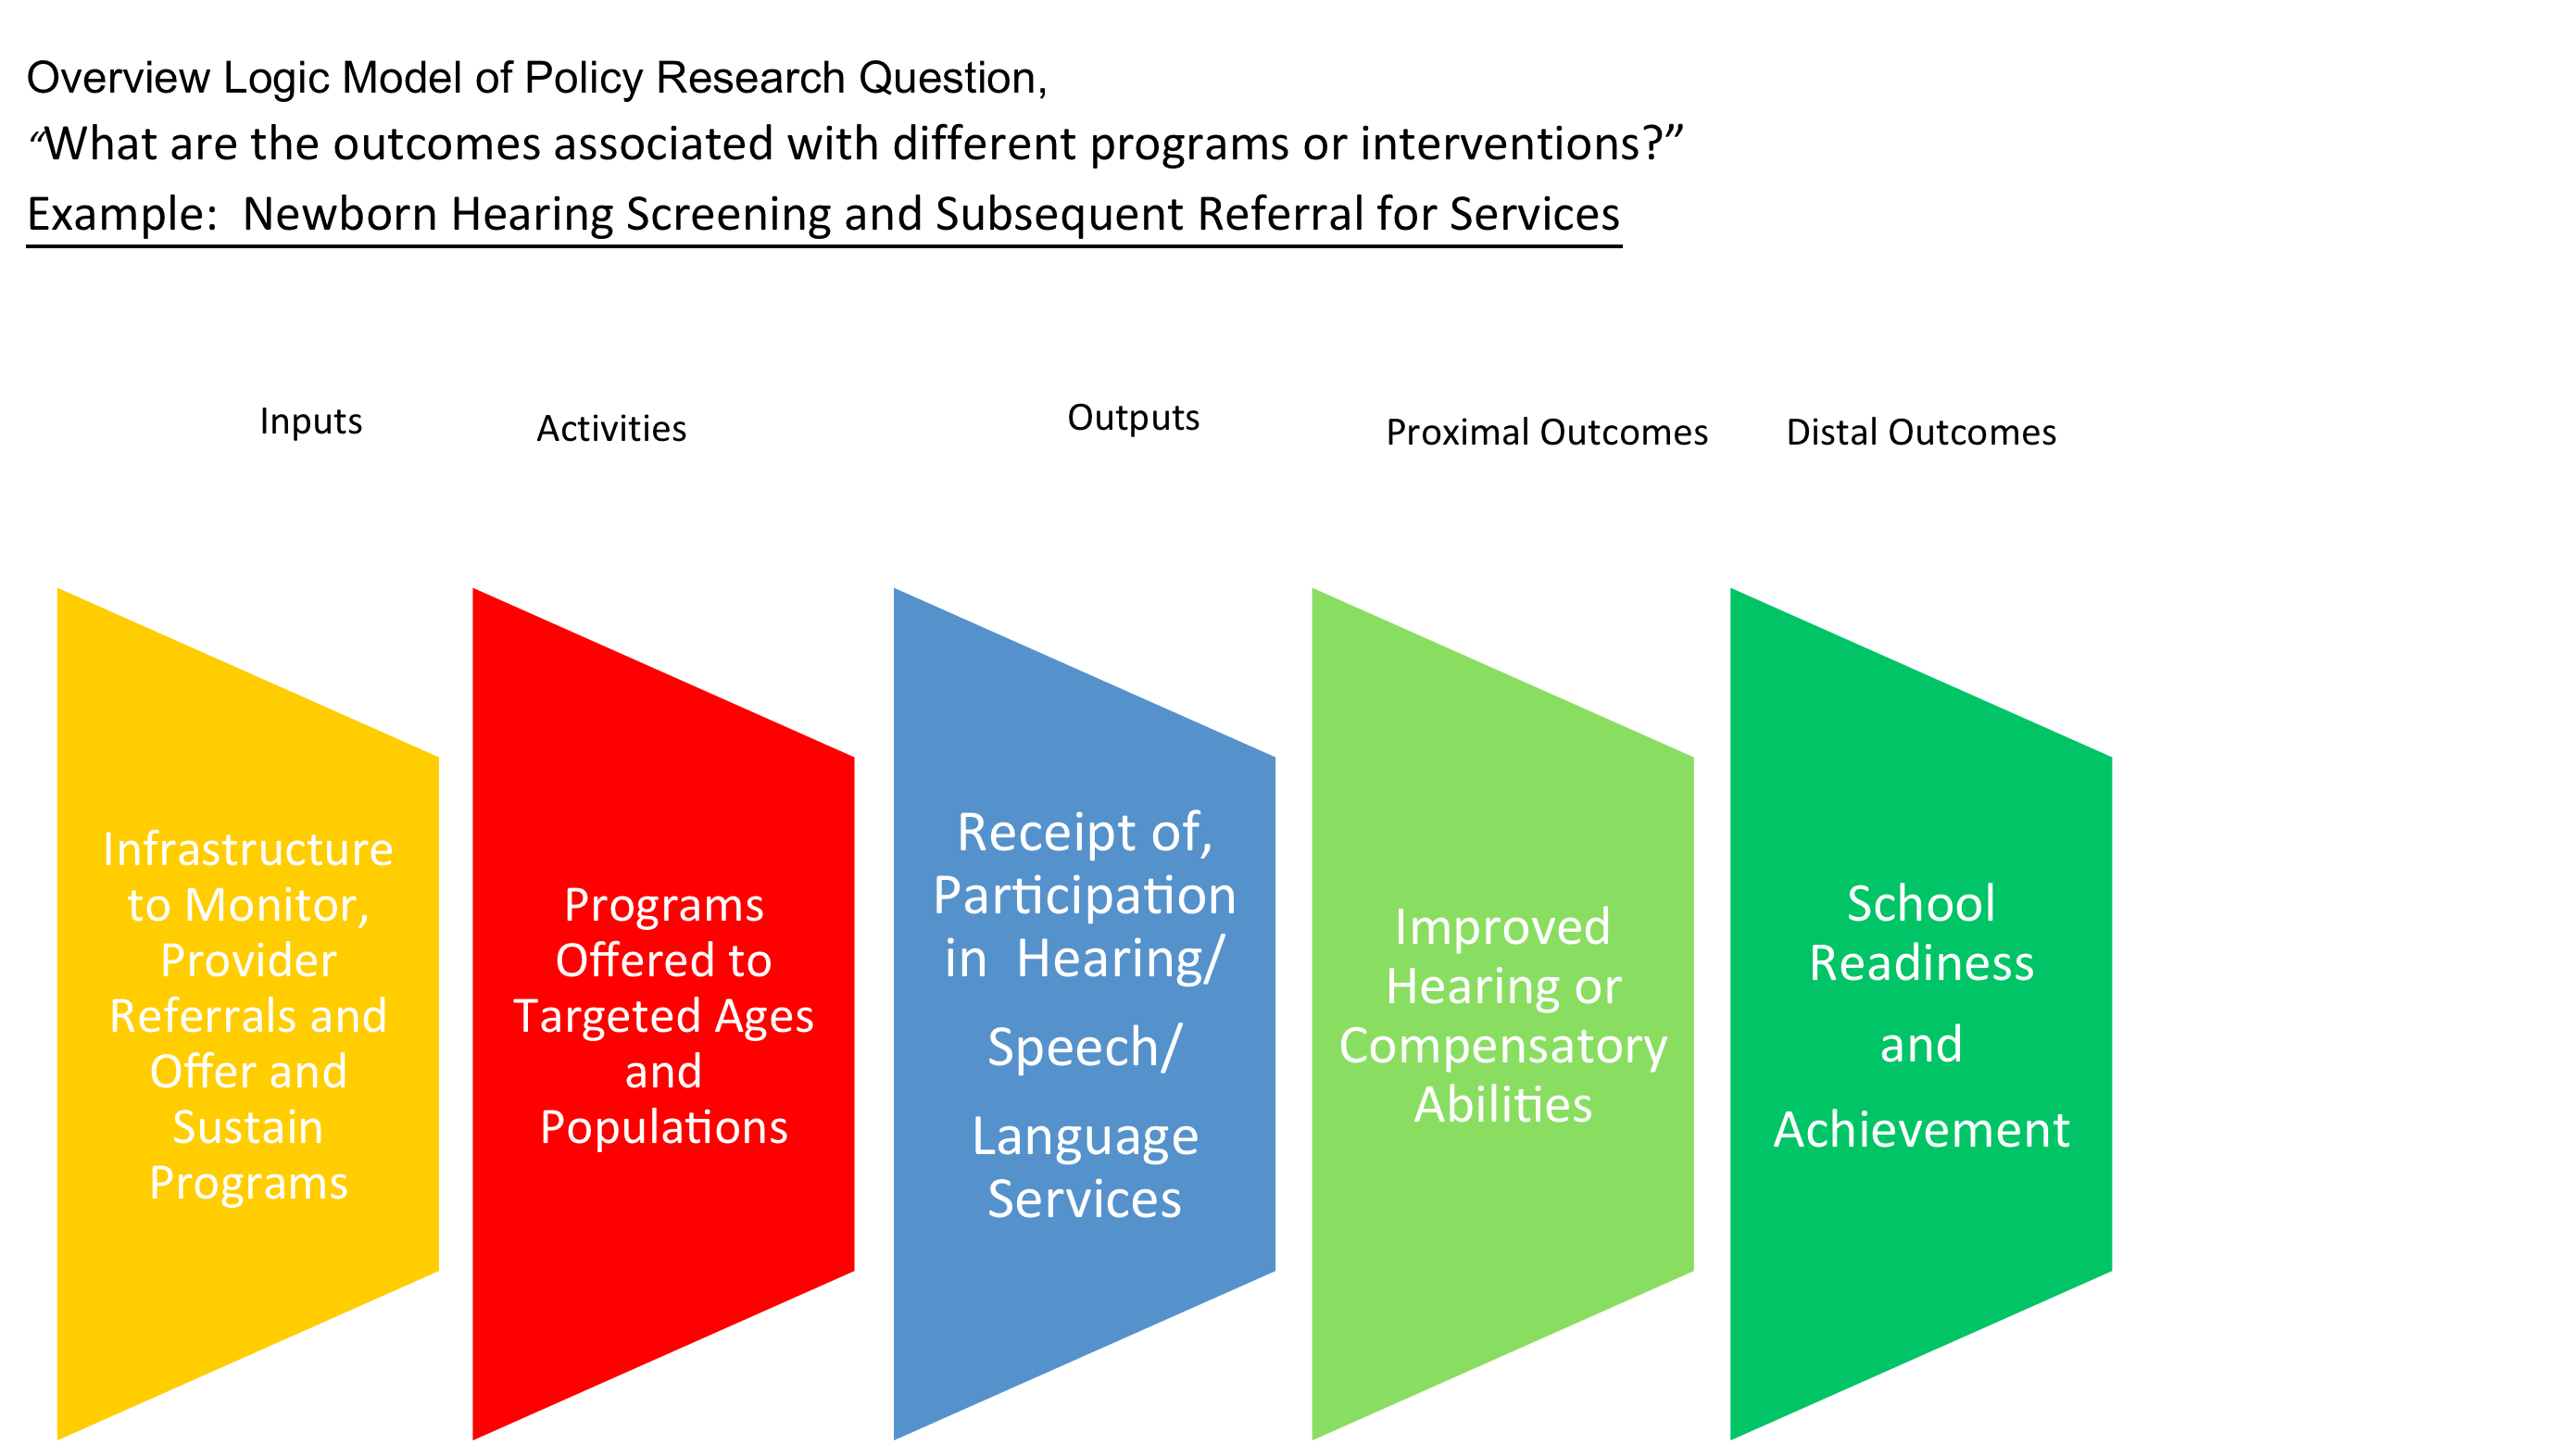 Overview Logic Model of Policy Research Question,
“What are the outcomes associated with different programs or interventions?”
Example:  Newborn Hearing Screening and Subsequent Referral for Services
Inputs
Activities
Outputs
Proximal Outcomes
Distal Outcomes
Infrastructure
to Monitor,
Provider
Referrals and
Offer and
Sustain
Programs
Programs
Offered to
Targeted Ages
and
Populations
Receipt of,
Participation
in  Hearing/
Speech/
Language
Services
Improved
Hearing or
Compensatory
Abilities
School
Readiness
and
Achievement